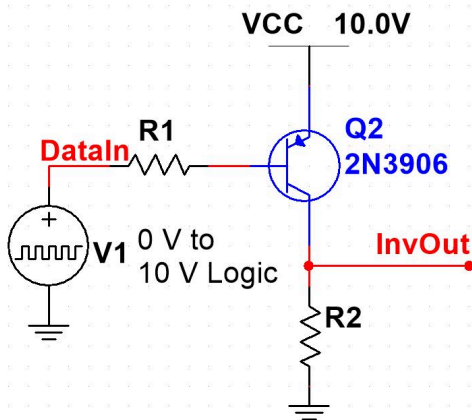 VCC 10.0V
R1
Q2
2N3906
DataIn
V1
0 V to
10 V Logic
InvOut
R2